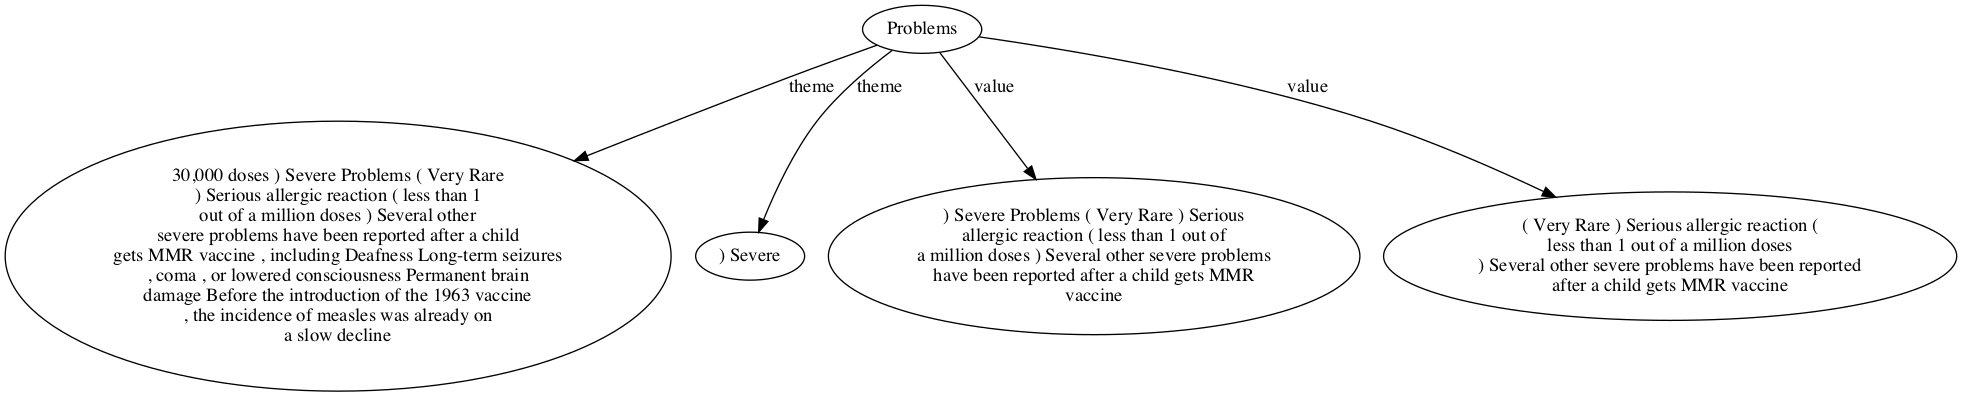 Problems
theme
theme
value
value
30,000 doses ) Severe Problems ( Very Rare
) Serious allergic reaction ( less than 1
out of a million doses ) Several other
severe problems have been reported after a child
gets MMR vaccine , including Deafness Long-term seizures
, coma , or lowered consciousness Permanent brain
damage Before the introduction of the 1963 vaccine
, the incidence of measles was already on
a slow decline
) Severe
) Severe Problems ( Very Rare ) Serious
allergic reaction ( less than 1 out of
a million doses ) Several other severe problems
have been reported after a child gets MMR
vaccine
( Very Rare ) Serious allergic reaction (
less than 1 out of a million doses
) Several other severe problems have been reported
after a child gets MMR vaccine